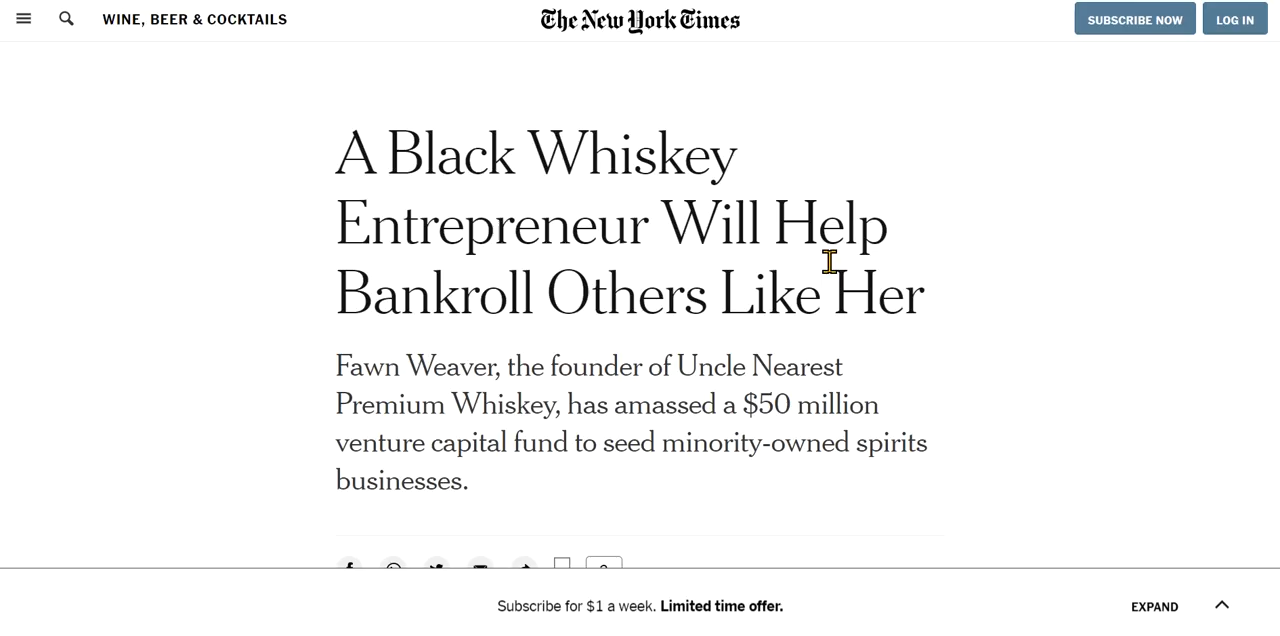 WINE, BEER & COCKTAILS
The New York Times
SUBSCRIBE NOW
LOG IN
A Black Whiskey
Entrepreneur Will Help
Bankroll Others Like Her
Fawn Weaver, the founder of Uncle Nearest
Premium Whiskey, has amassed a $50 million
venture capital fund to seed minority-owned spirits
businesses.
Subscribe for $1 a week. Limited time offer.
EXPAND